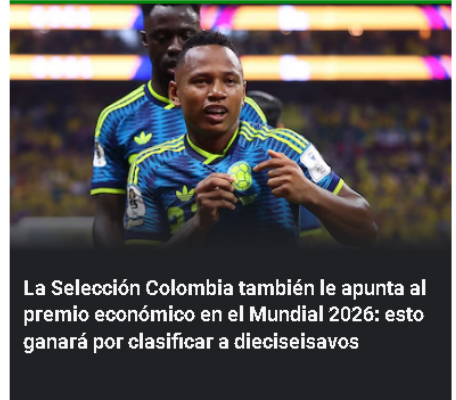 La Selección Colombia también le apunta al
premio económico en el Mundial 2026: esto
ganará por clasificar a dieciseisavos